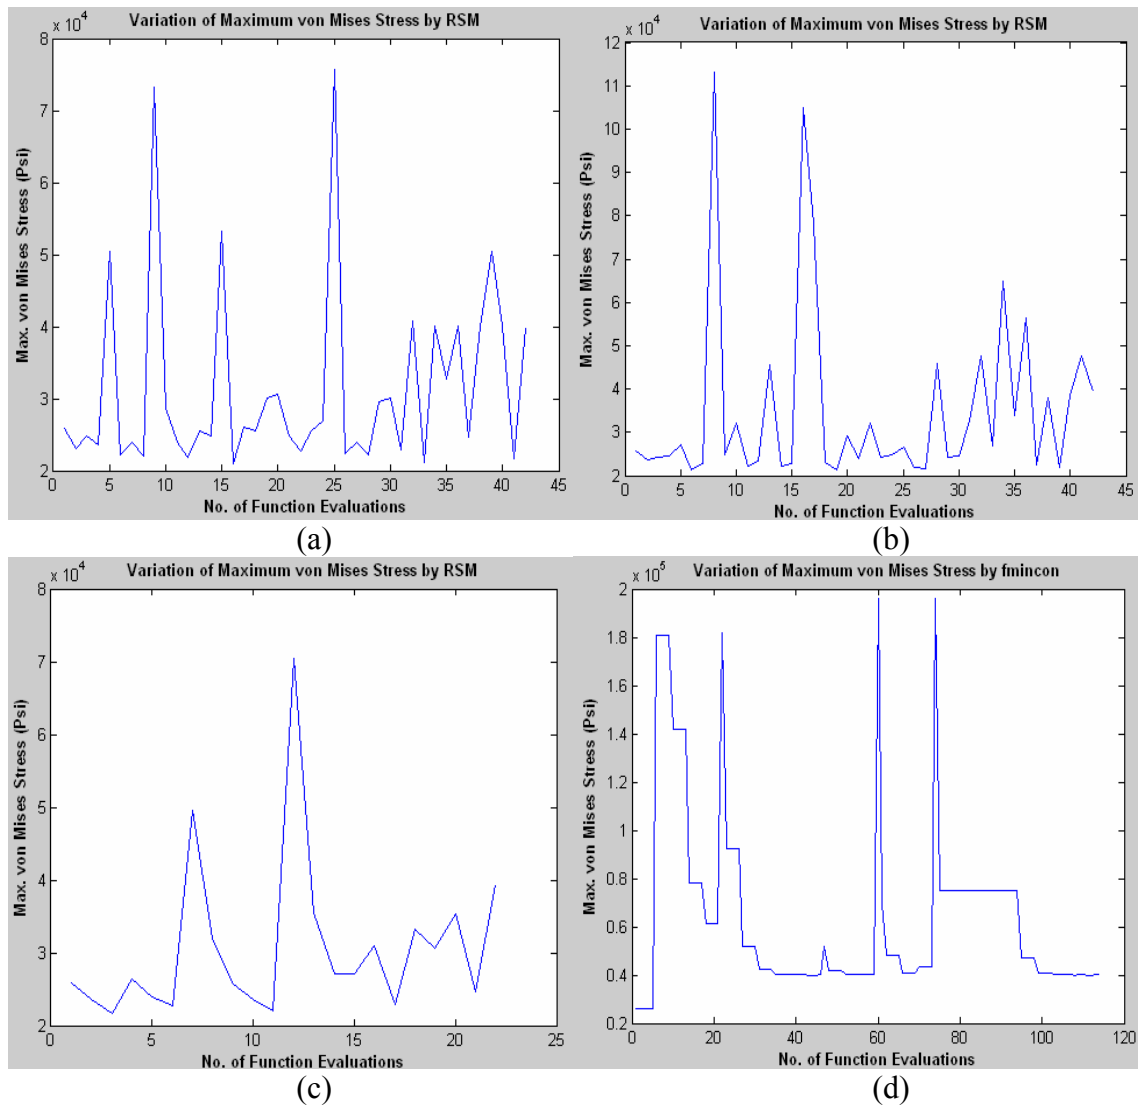 Variation of Maximum von Mises Stress by RSM
x 10^4
8
7
6
5
4
3
2
0 5 10 15 20 25 30 35 40 45
Max. von Mises Stress (Psi)
No. of Function Evaluations
(a)
Variation of Maximum von Mises Stress by RSM
x 10^4
12
11
10
9
8
7
6
5
4
3
2
0 5 10 15 20 25 30 35 40 45
Max. von Mises Stress (Psi)
No. of Function Evaluations
(b)
Variation of Maximum von Mises Stress by RSM
x 10^4
8
7
6
5
4
3
2
0 5 10 15 20 25
Max. von Mises Stress (Psi)
No. of Function Evaluations
(c)
Variation of Maximum von Mises Stress by fmincon
x 10^5
2
1.8
1.6
1.4
1.2
1
0.8
0.6
0.4
0.2
0 20 40 60 80 100 120
Max. von Mises Stress (Psi)
No. of Function Evaluations
(d)